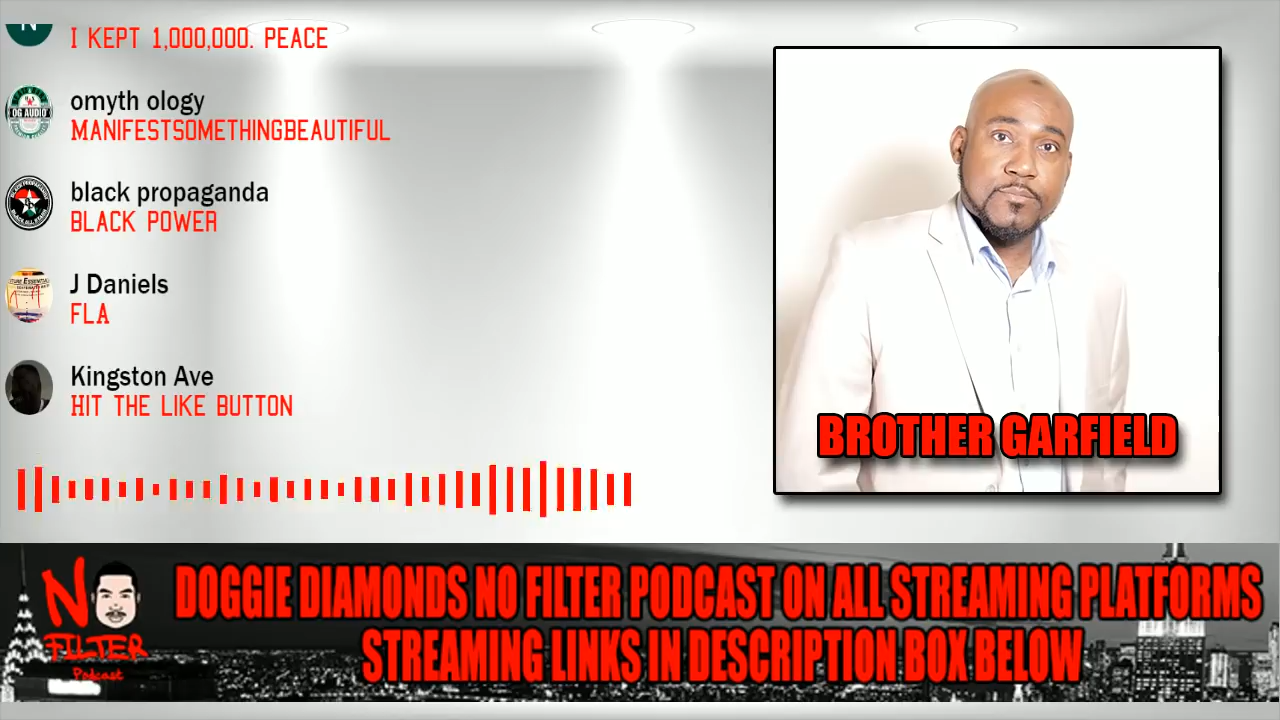 I KEPT 1,000,000. PEACE
omyth ology
MANIFESTSOMETHINGBEAUTIFUL
black propaganda
BLACK POWER
J Daniels
FLA
Kingston Ave
HIT THE LIKE BUTTON
OG AUDIO
BROTHER GARFIELD
NO FILTER
Podcast
DOGGIE DIAMONDS NO FILTER PODCAST ON ALL STREAMING PLATFORMS
STREAMING LINKS IN DESCRIPTION BOX BELOW